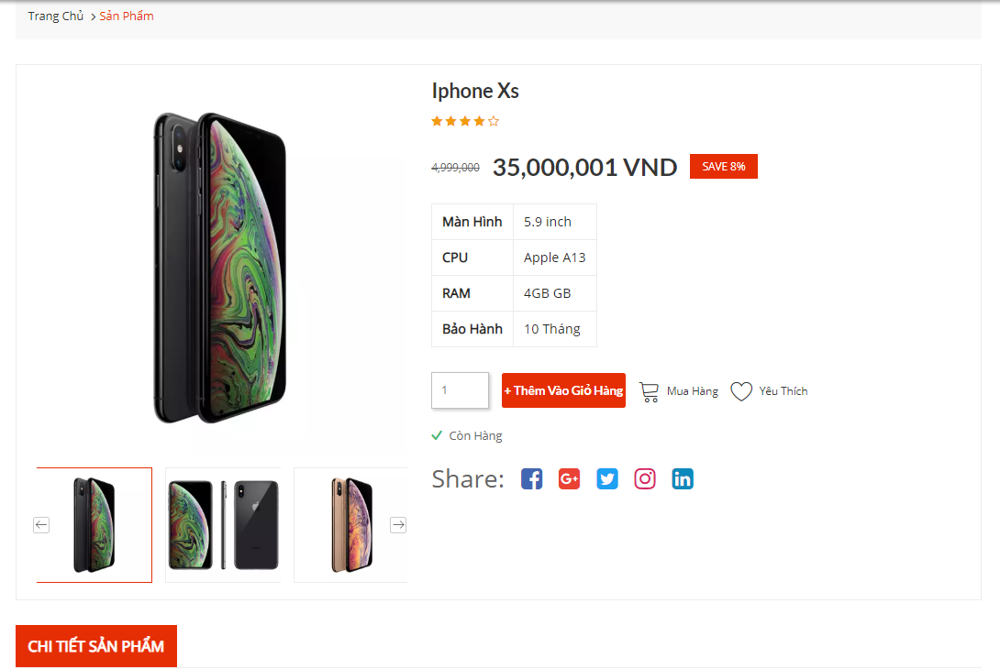 Trang Chủ > Sản Phẩm
Iphone Xs
4,999,000 35,000,001 VND SAVE 8%
Màn Hình 5.9 inch
CPU Apple A13
RAM 4GB GB
Bảo Hành 10 Tháng
1 + Thêm Vào Giỏ Hàng Mua Hàng Yêu Thích
Còn Hàng
Share:
CHI TIẾT SẢN PHẨM